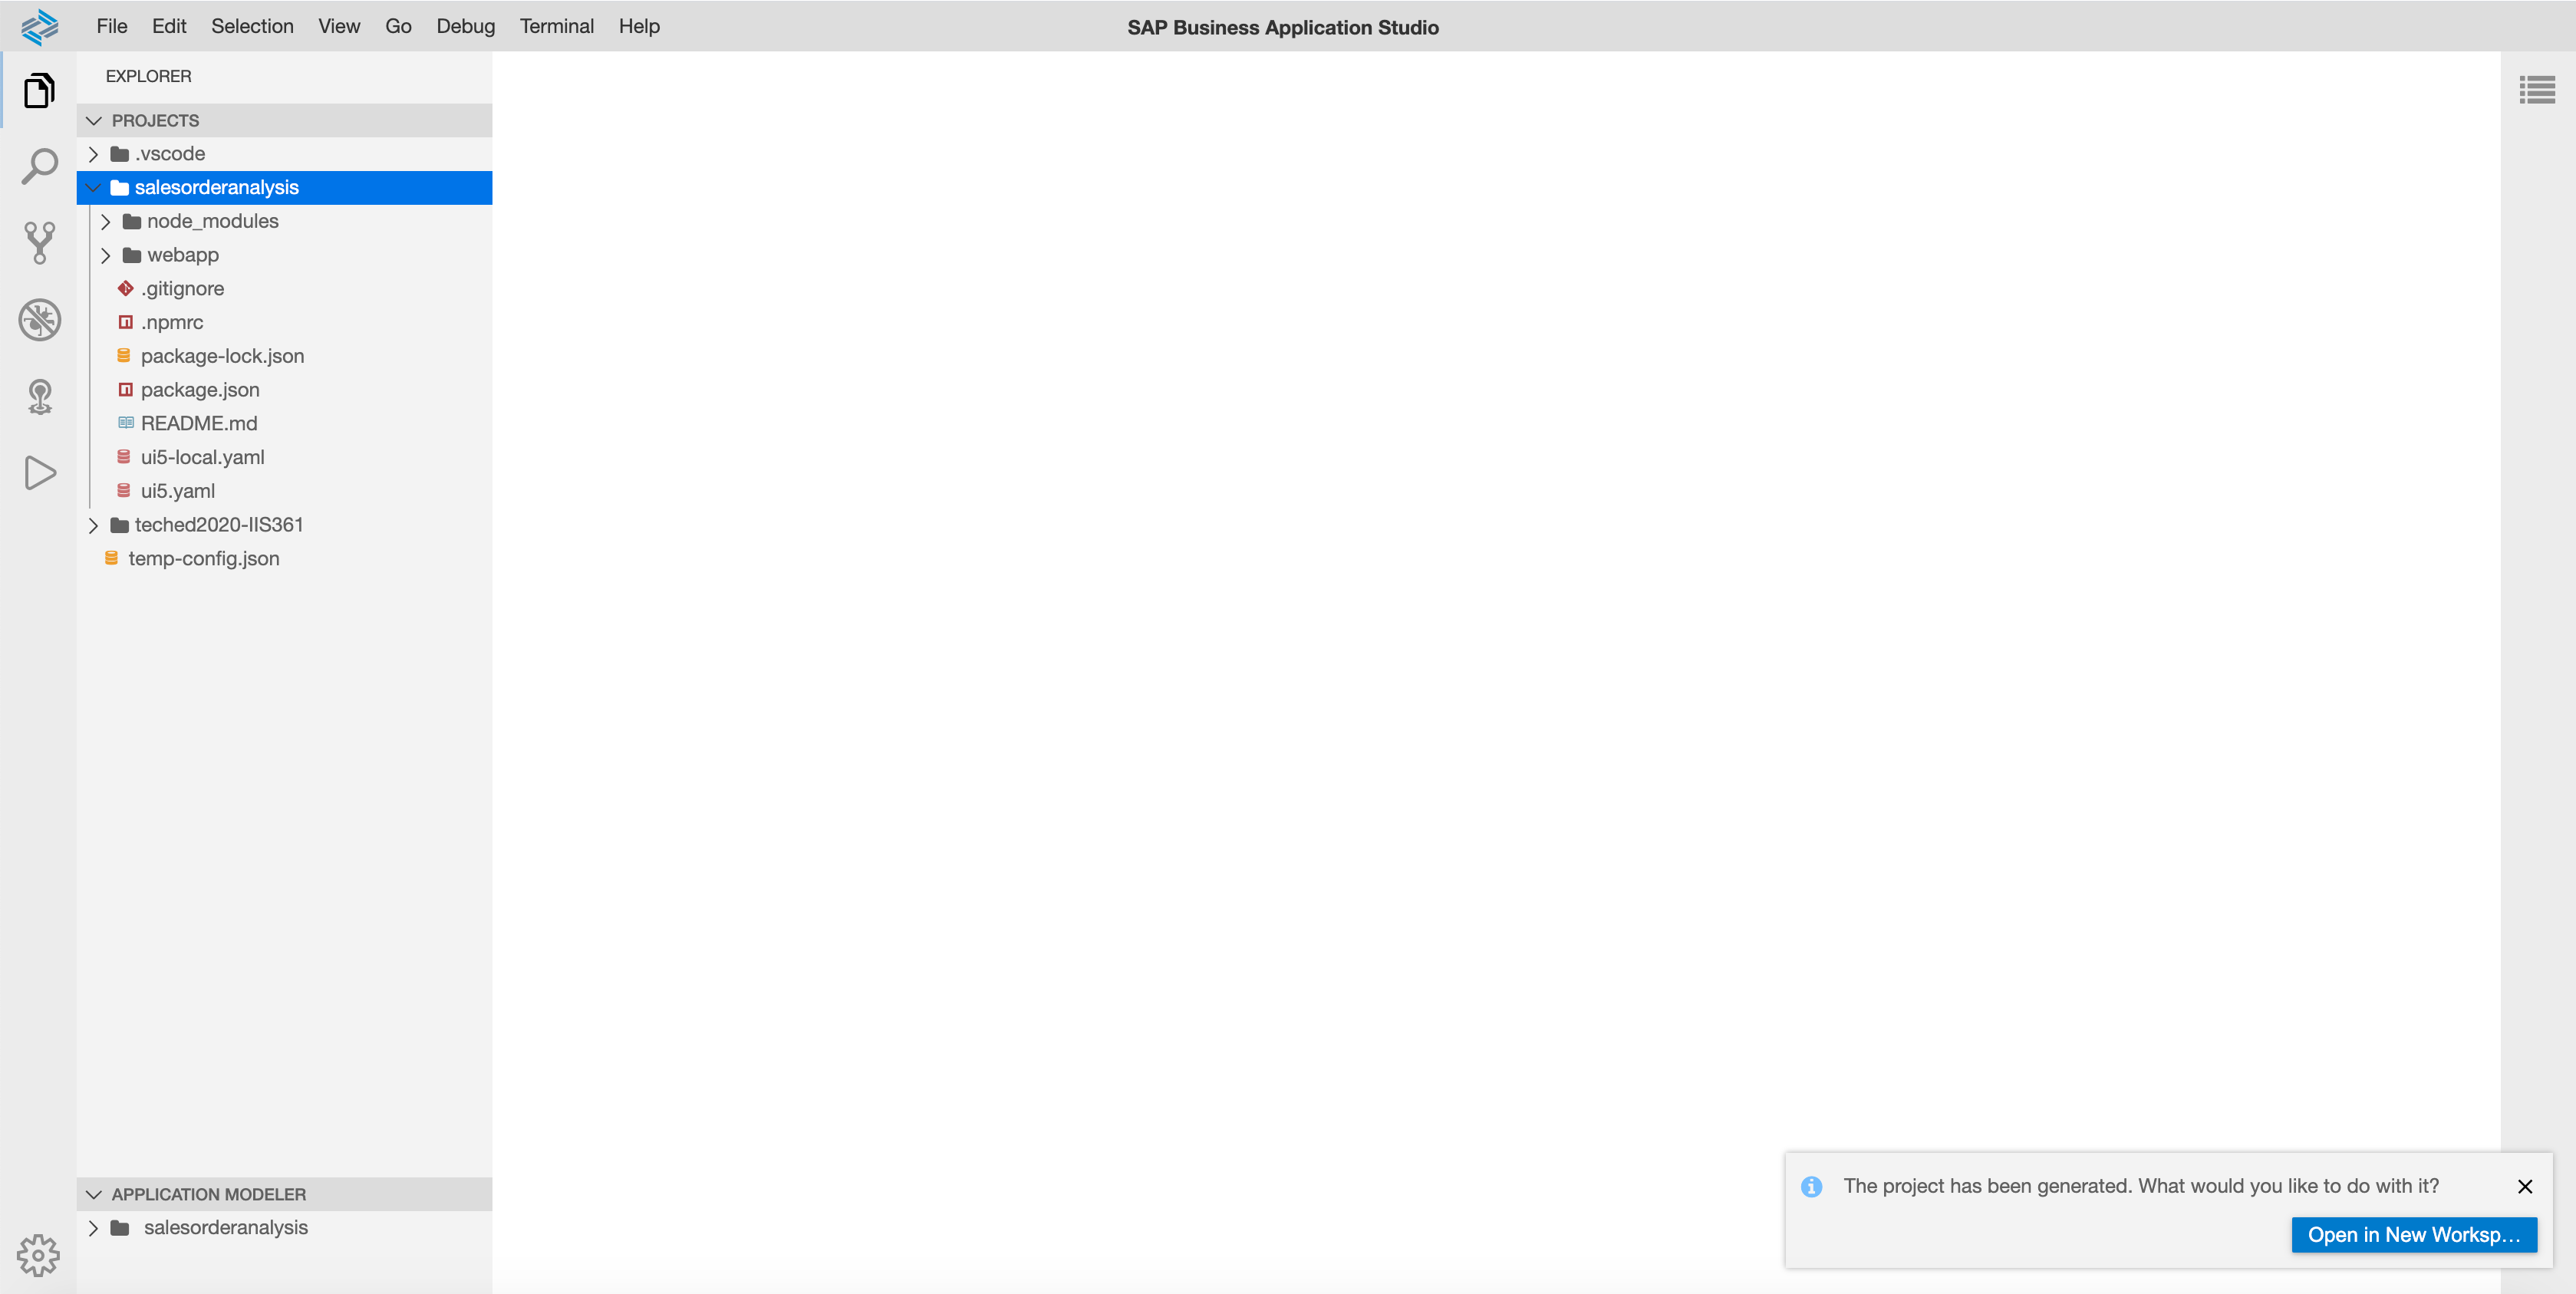 File Edit Selection View Go Debug Terminal Help
SAP Business Application Studio
EXPLORER
PROJECTS
.vscode
salesorderanalysis
node_modules
webapp
.gitignore
.npmrc
package-lock.json
package.json
README.md
ui5-local.yaml
ui5.yaml
teched2020-IIS361
temp-config.json
APPLICATION MODELER
salesorderanalysis
The project has been generated. What would you like to do with it?
Open in New Worksp...